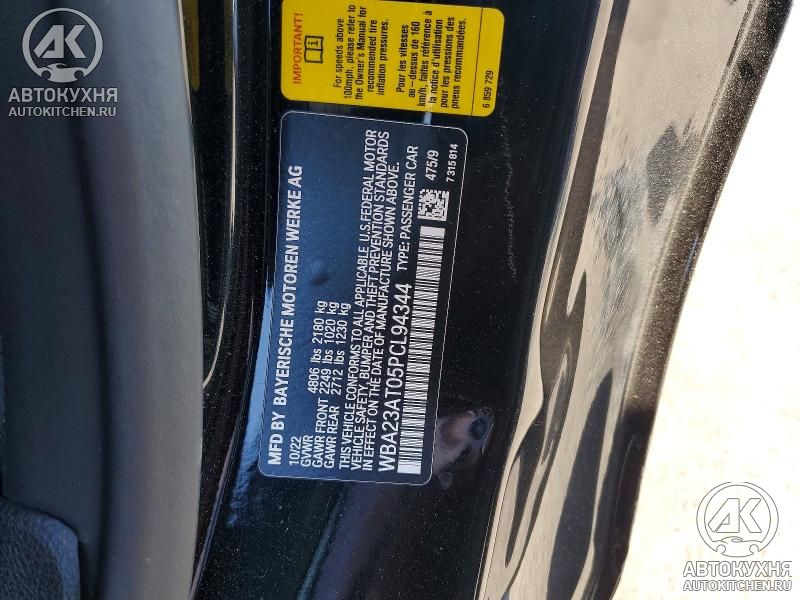 AK
АВТОКУХНЯ
AUTOKITCHEN.RU
IMPORTANT!
For speeds above
100mph, please refer to
the Owner's Manual for
recommended tire
inflation pressures.
Pour les vitesses
au-dessus de 160
km/h, faites référence à
la notice d'utilisation
pour les pressions des
pneus recommandées.
6 859 729
MFD BY BAYERISCHE MOTOREN WERKE AG
10/22
GVWR 4806 lbs 2180 kg
GAWR FRONT 2249 lbs 1020 kg
GAWR REAR 2712 lbs 1230 kg
THIS VEHICLE CONFORMS TO ALL APPLICABLE U.S.FEDERAL MOTOR
VEHICLE SAFETY, BUMPER AND THEFT PREVENTION STANDARDS
IN EFFECT ON THE DATE OF MANUFACTURE SHOWN ABOVE.
WBA23AT05PCL94344 TYPE: PASSENGER CAR
475/9
7 315 814
AK
АВТОКУХНЯ
AUTOKITCHEN.RU